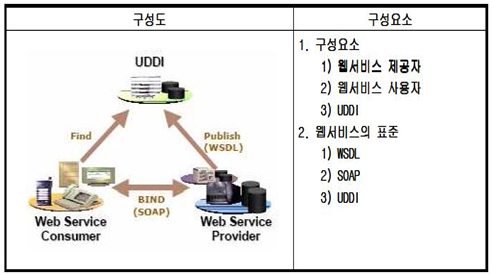 구성도
구성요소
UDDI
Find
Publish
(WSDL)
BIND
(SOAP)
Web Service
Consumer
Web Service
Provider
1. 구성요소
1) 웹서비스 제공자
2) 웹서비스 사용자
3) UDDI
2. 웹서비스의 표준
1) WSDL
2) SOAP
3) UDDI